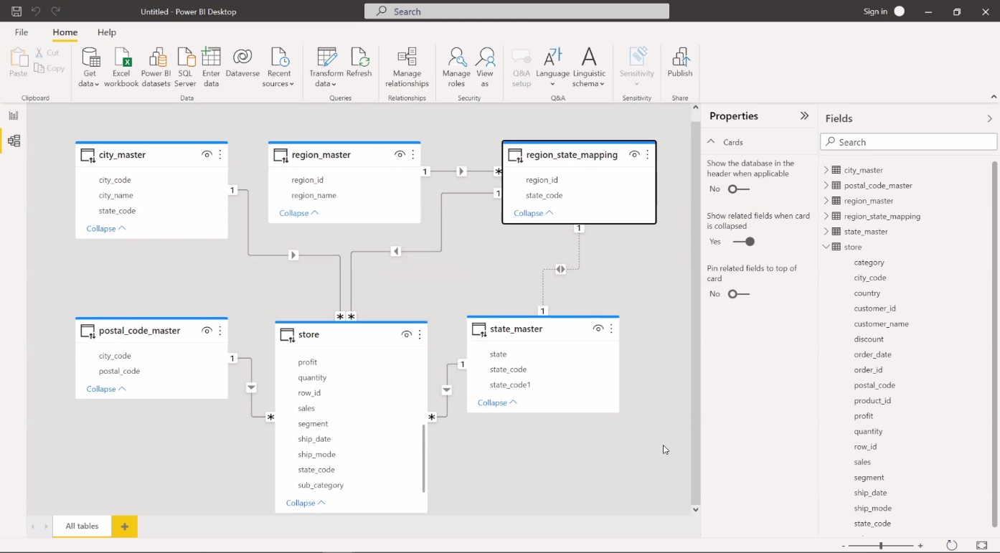 Untitled - Power BI Desktop
Search
Sign in
File
Home
Help
Paste
Cut
Copy
Clipboard
Get data
Excel workbook
Power BI datasets
SQL Server
Enter data
Dataverse
Recent sources
Data
Transform data
Refresh
Queries
Manage relationships
Relationships
Manage roles
View as
Security
Q&A setup
Language
Linguistic schema
Q&A
Sensitivity
Sensitivity
Publish
Share
city_master
city_code
city_name
state_code
Collapse
region_master
region_id
region_name
Collapse
region_state_mapping
region_id
state_code
Collapse
1
1
*
1
1
* *
1
postal_code_master
city_code
postal_code
Collapse
1
*
store
profit
quantity
row_id
sales
segment
ship_date
ship_mode
state_code
sub_category
Collapse
1
*
state_master
state
state_code
state_code1
Collapse
All tables
+
Properties
Cards
Show the database in the
header when applicable
No
Show related fields when card
is collapsed
Yes
Pin related fields to top of
card
No
Fields
Search
city_master
postal_code_master
region_master
region_state_mapping
state_master
store
category
city_code
country
customer_id
customer_name
discount
order_date
order_id
postal_code
product_id
profit
quantity
row_id
sales
segment
ship_date
ship_mode
state_code
- +